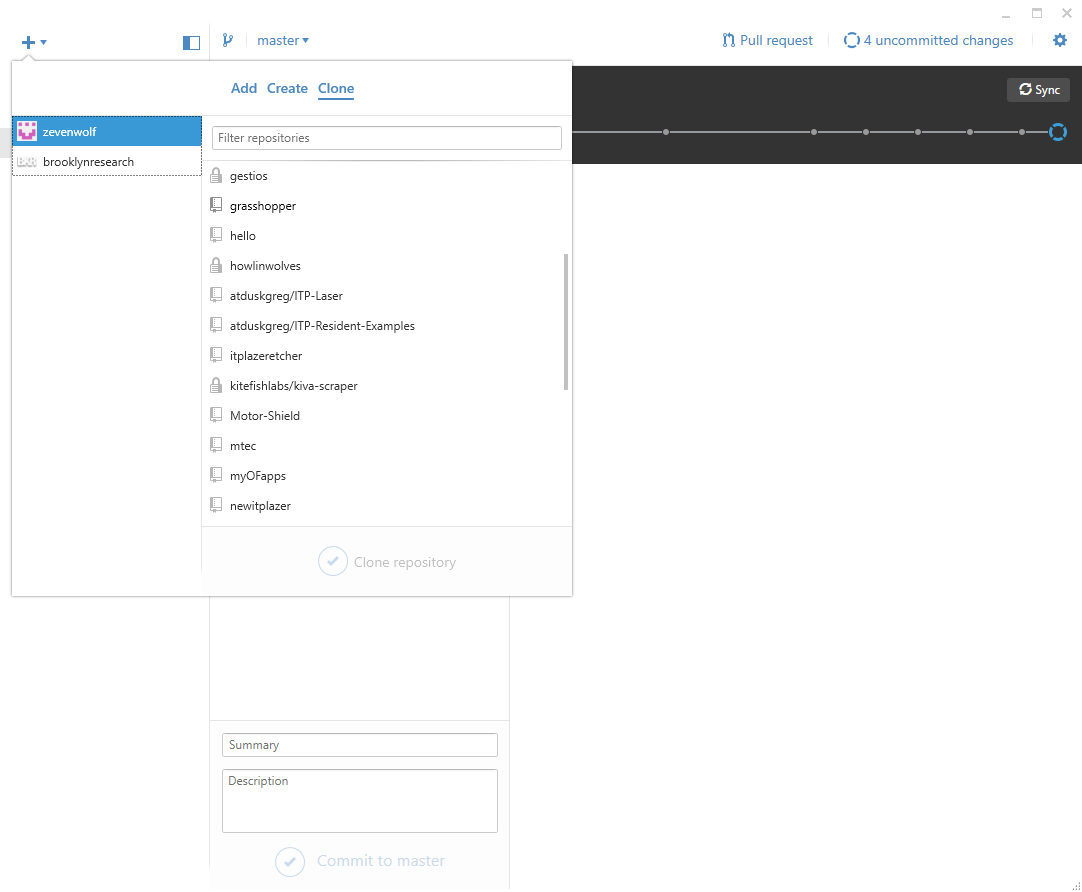 master
Pull request
4 uncommitted changes
Add Create Clone
Sync
zevenwolf
brooklynresearch
Filter repositories
gestios
grasshopper
hello
howlinwolves
atduskgreg/ITP-Laser
atduskgreg/ITP-Resident-Examples
itplazeretcher
kitefishlabs/kiva-scraper
Motor-Shield
mtec
myOFapps
newitplazer
Clone repository
Summary
Description
Commit to master